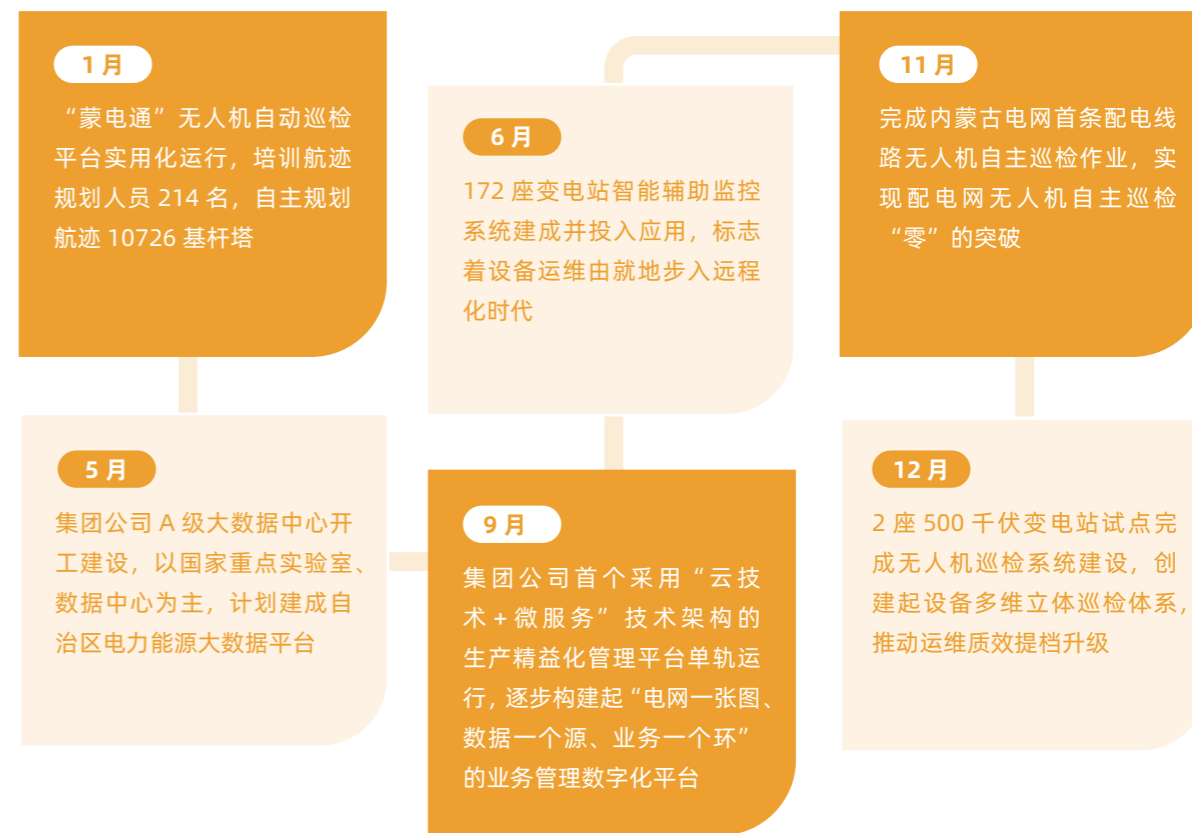 1 月
“蒙电通”无人机自动巡检
平台实用化运行，培训航迹
规划人员 214 名，自主规划
航迹 10726 基杆塔
5 月
集团公司 A 级大数据中心开
工建设，以国家重点实验室、
数据中心为主，计划建成自
治区电力能源大数据平台
6 月
172 座变电站智能辅助监控
系统建成并投入应用，标志
着设备运维由就地步入远程
化时代
9 月
集团公司首个采用“云技
术 + 微服务”技术架构的
生产精益化管理平台单轨运
行，逐步构建起“电网一张图、
数据一个源、业务一个环”
的业务管理数字化平台
11 月
完成内蒙古电网首条配电线
路无人机自主巡检作业，实
现配电网无人机自主巡检
“零”的突破
12 月
2 座 500 千伏变电站试点完
成无人机巡检系统建设，创
建起设备多维立体巡检体系，
推动运维质效提档升级